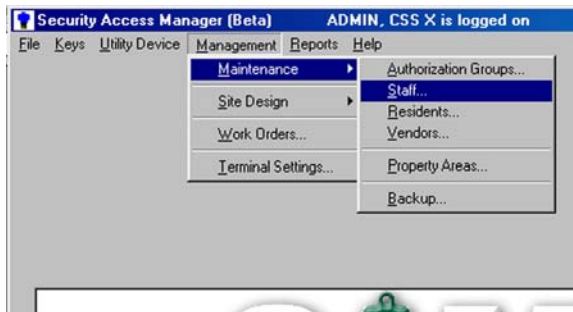 Security Access Manager (Beta) ADMIN, CSS X is logged on
File Keys Utility Device Management Reports Help
Maintenance
Site Design
Work Orders...
Terminal Settings...
Authorization Groups...
Staff...
Residents...
Vendors...
Property Areas...
Backup...